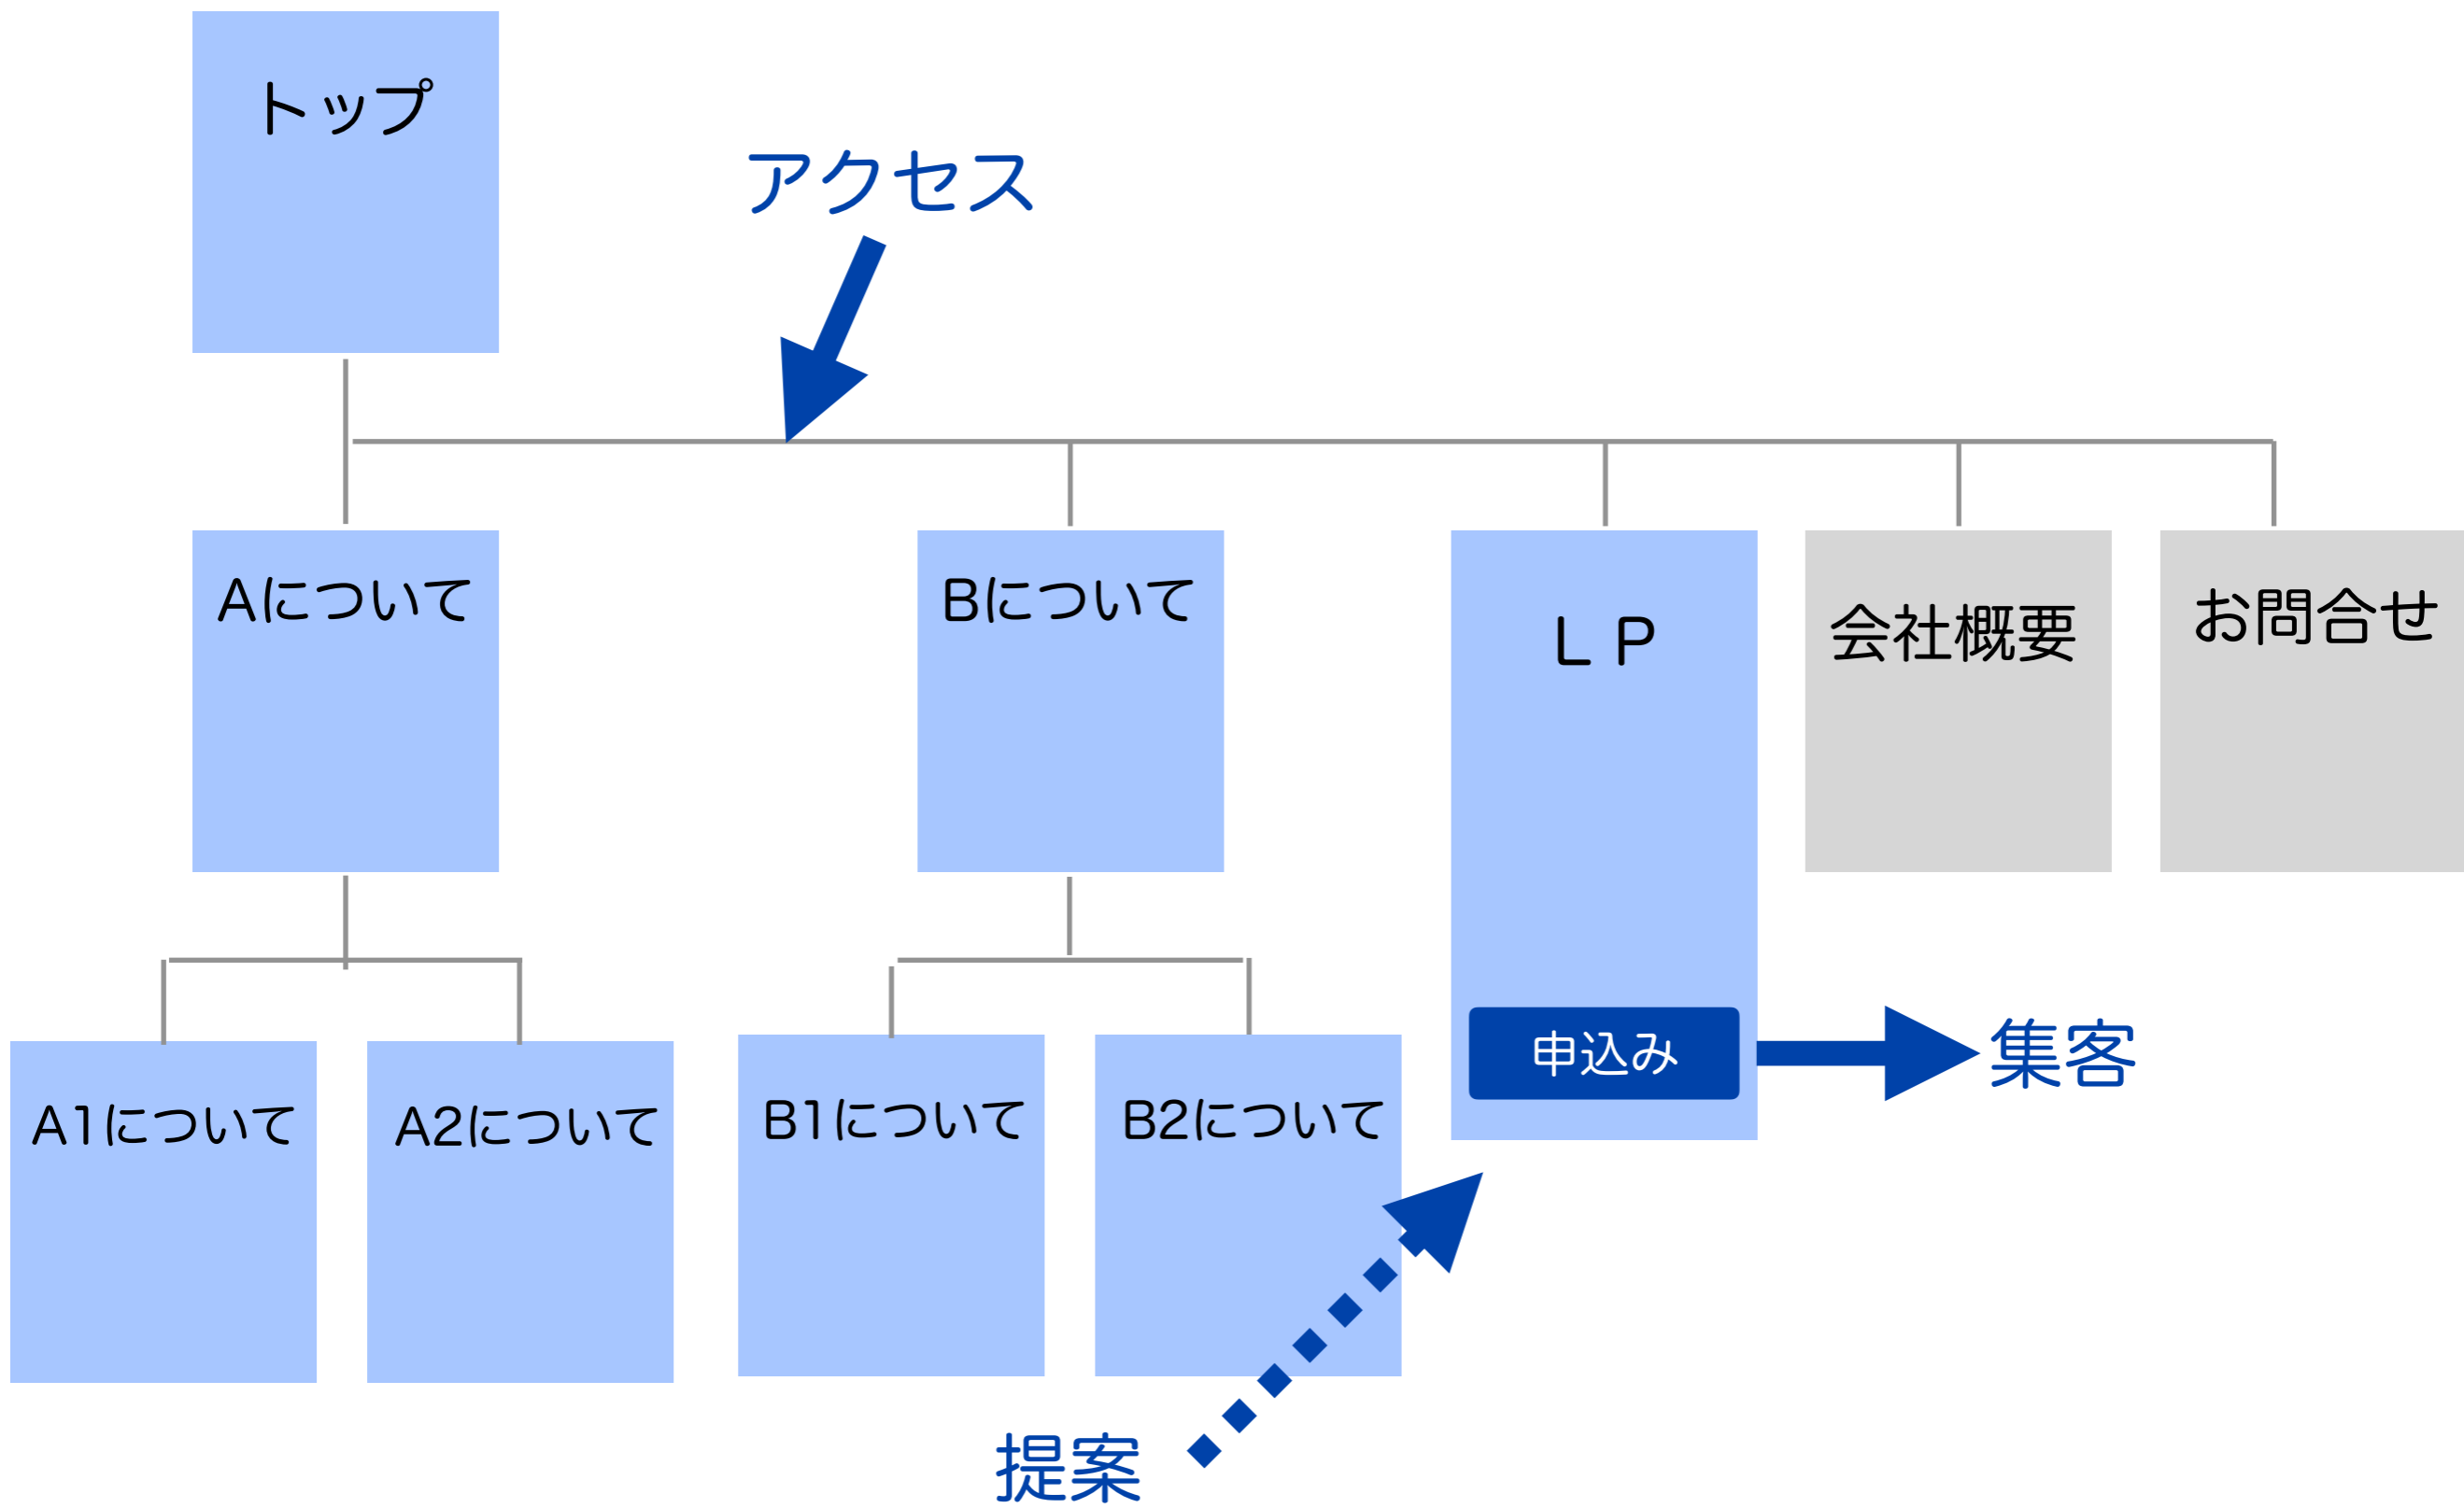 トップ
アクセス
Aについて
Bについて
ＬＰ
会社概要
お問合せ
申込み
集客
A1について
A2について
B1について
B2について
提案